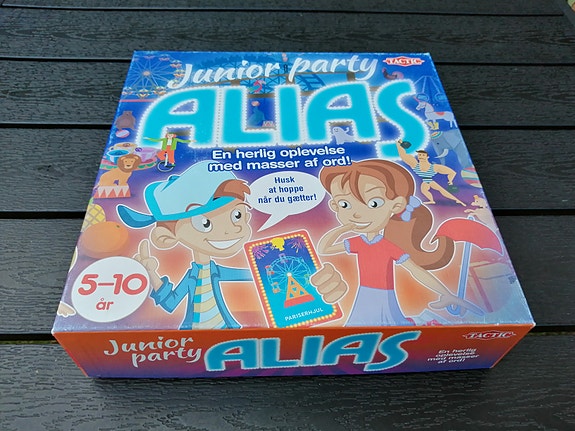 Junior party
TACTIC
ALIAS
En herlig oplevelse
med masser af ord!
Husk
at hoppe
når du gætter!
5–10
år
PARISERHJUL
Junior
party
ALIAS
TACTIC
En herlig
oplevelse
med masser
af ord!